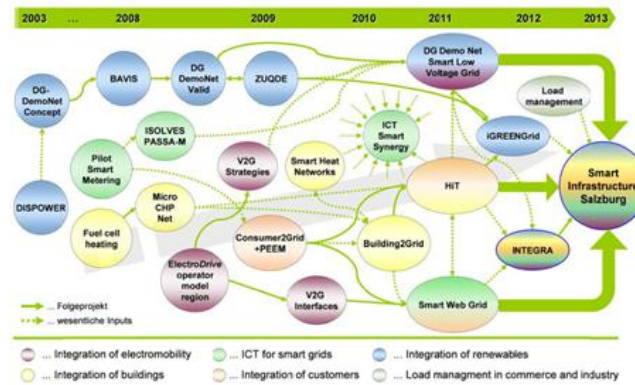 2003 ... 2008 2009 2010 2011 2012 2013
DG-
DemoNet
Concept
BAVIS
DG
DemoNet
Valid
ZUQDE
DG Demo Net
Smart Low
Voltage Grid
Load
management
ISOLVES
PASSA-M
ICT
Smart
Synergy
iGREENGrid
Pilot
Smart
Metering
V2G
Strategies
Smart Heat
Networks
HiT
Smart
Infrastructure
Salzburg
DISPOWER
Micro
CHP
Net
Fuel cell
heating
Consumer2Grid
+PEEM
Building2Grid
INTEGRA
ElectroDrive
operator
model
region
V2G
Interfaces
Smart Web Grid
... Folgeprojekt
... wesentliche Inputs
... Integration of electromobility
... ICT for smart grids
... Integration of renewables
... Integration of buildings
... Integration of customers
... Load managment in commerce and industry